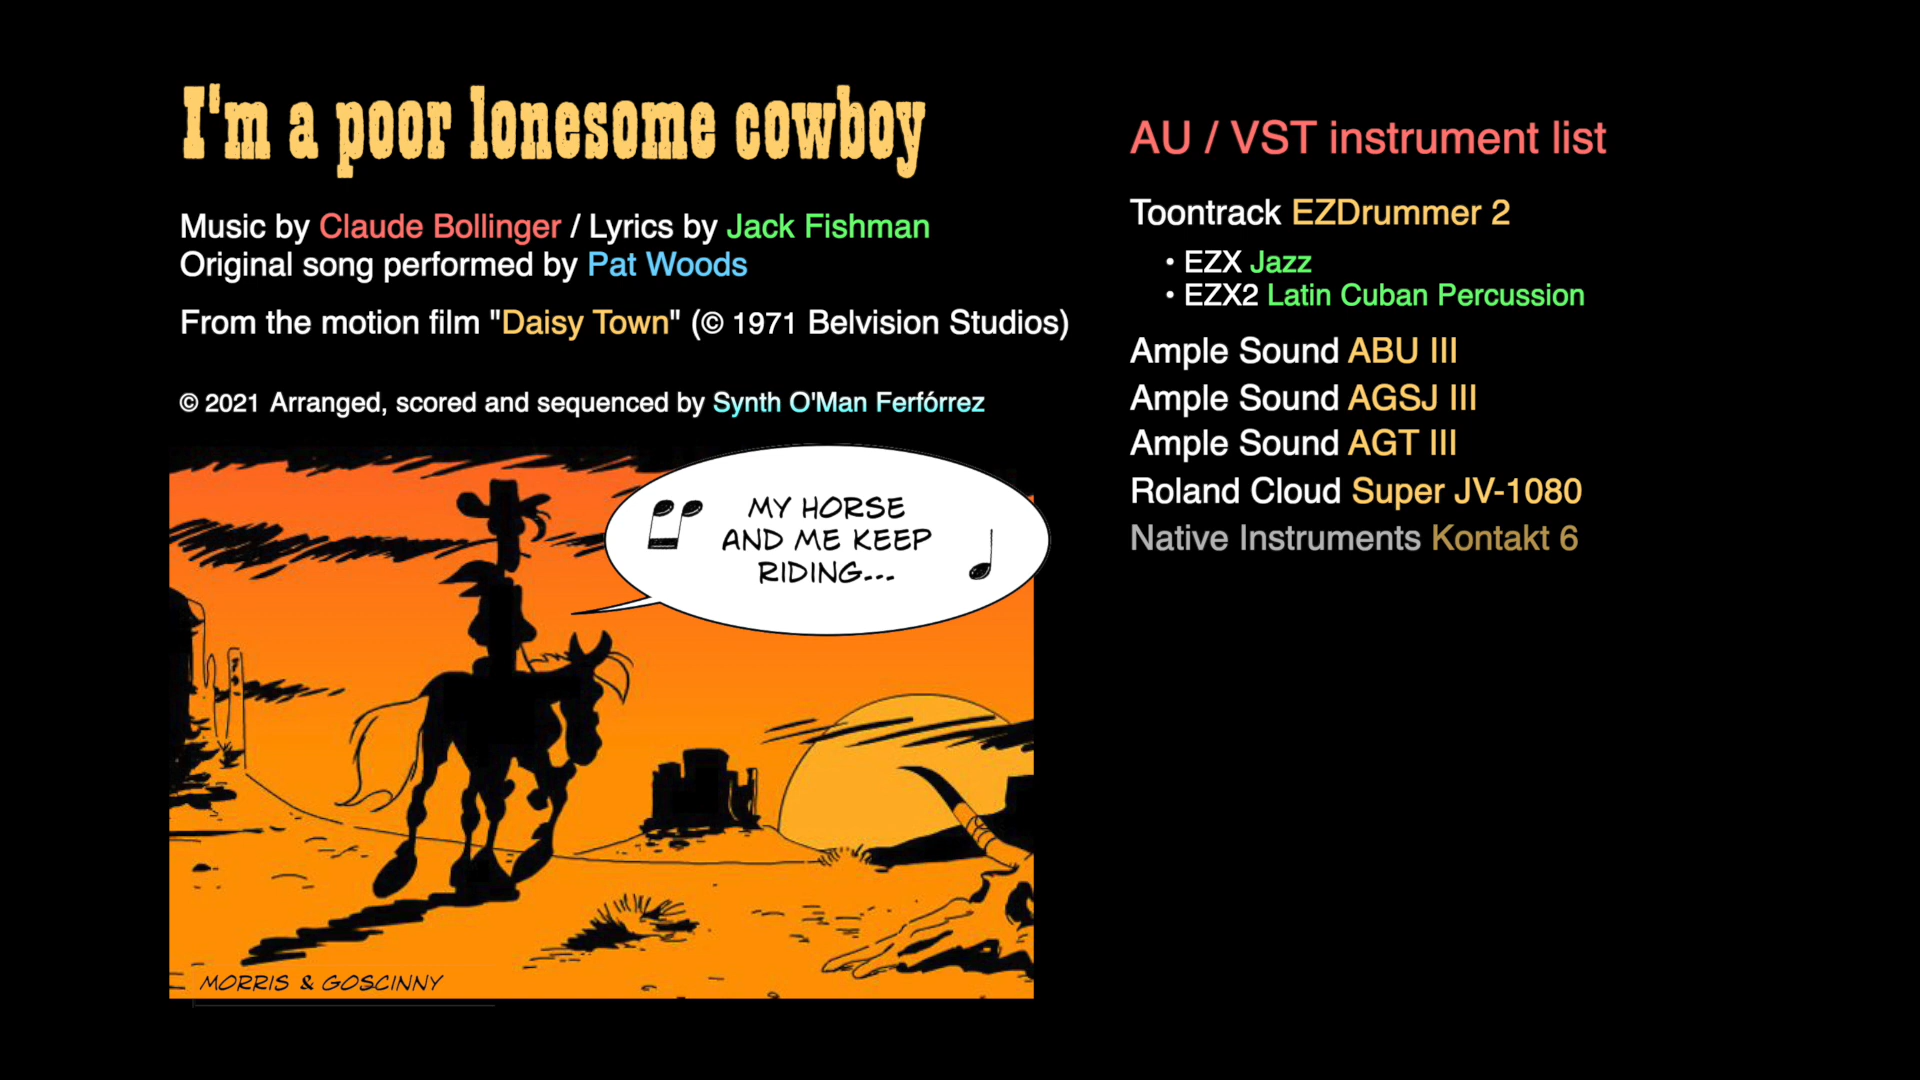 I'm a poor lonesome cowboy
Music by Claude Bollinger / Lyrics by Jack Fishman
Original song performed by Pat Woods
From the motion film "Daisy Town" (© 1971 Belvision Studios)
© 2021 Arranged, scored and sequenced by Synth O'Man Ferfórrez
MY HORSE
AND ME KEEP
RIDING...
MORRIS & GOSCINNY
AU / VST instrument list
Toontrack EZDrummer 2
• EZX Jazz
• EZX2 Latin Cuban Percussion
Ample Sound ABU III
Ample Sound AGSJ III
Ample Sound AGT III
Roland Cloud Super JV-1080
Native Instruments Kontakt 6